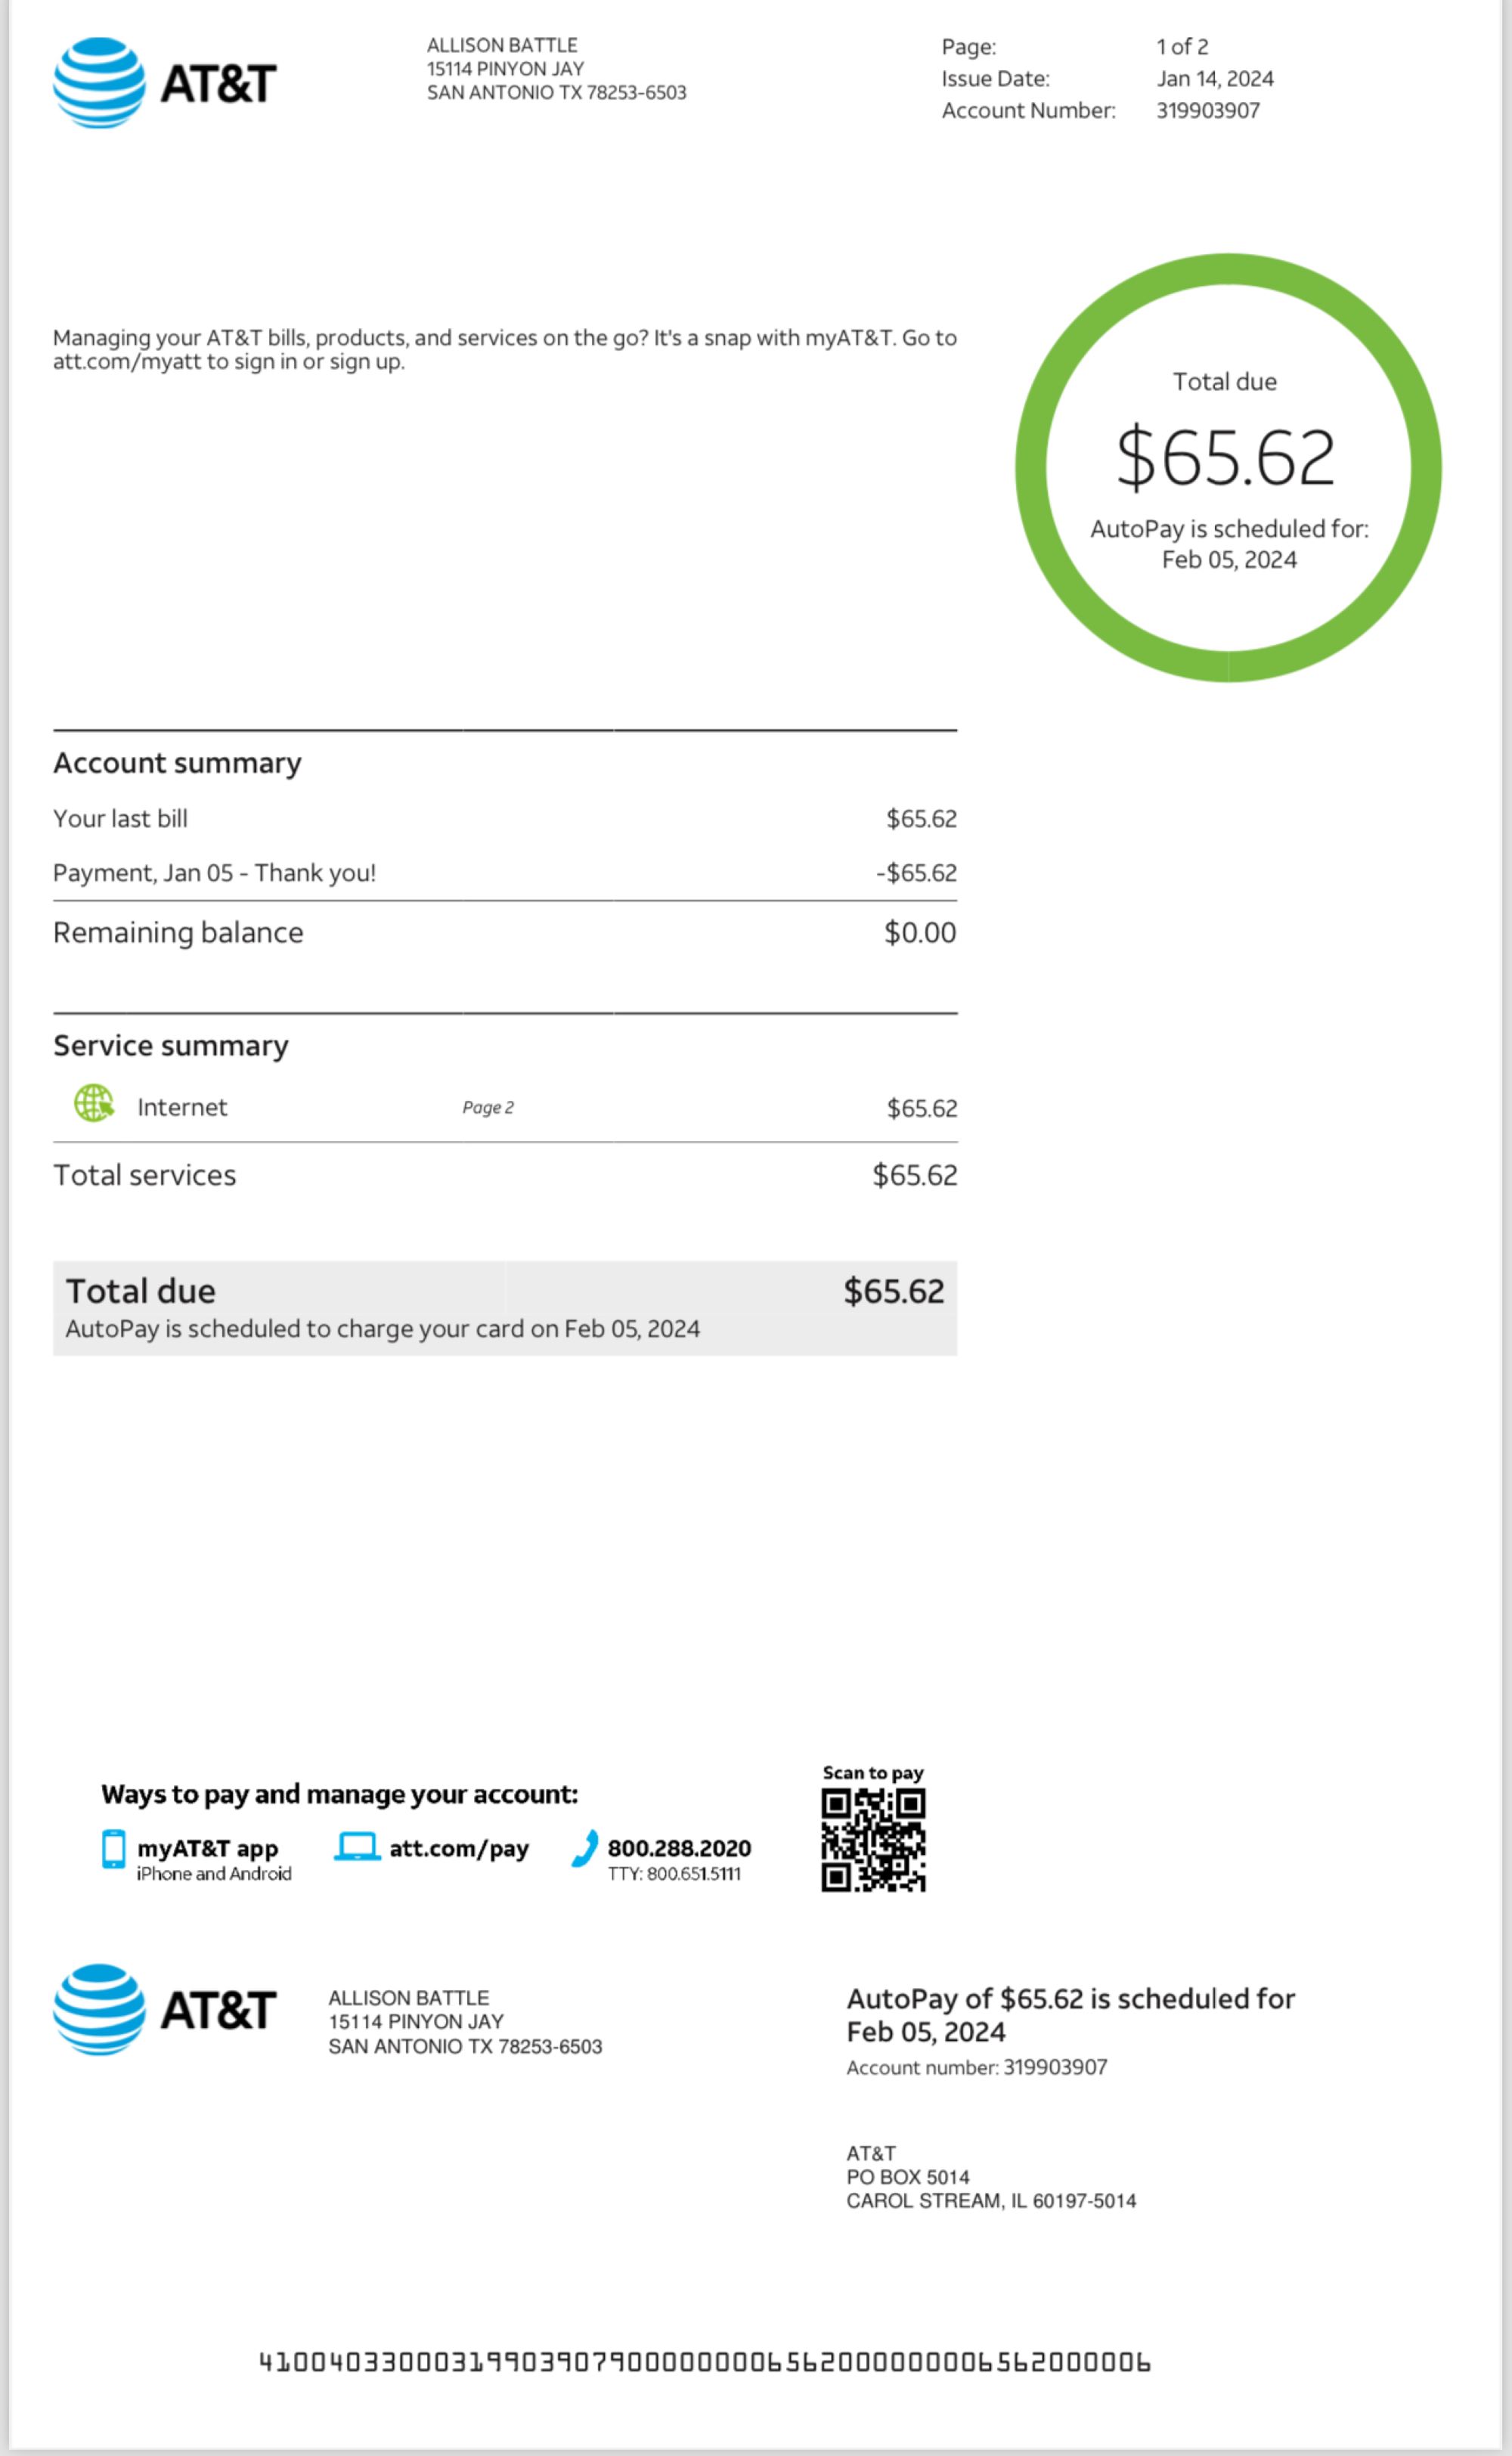 AT&T
ALLISON BATTLE
15114 PINYON JAY
SAN ANTONIO TX 78253-6503
Page: 1 of 2
Issue Date: Jan 14, 2024
Account Number: 319903907
Managing your AT&T bills, products, and services on the go? It's a snap with myAT&T. Go to
att.com/myatt to sign in or sign up.
Total due
$65.62
AutoPay is scheduled for:
Feb 05, 2024
Account summary
Your last bill $65.62
Payment, Jan 05 - Thank you! -$65.62
Remaining balance $0.00
Service summary
Internet Page 2 $65.62
Total services $65.62
Total due $65.62
AutoPay is scheduled to charge your card on Feb 05, 2024
Ways to pay and manage your account:
myAT&T app
iPhone and Android
att.com/pay
800.288.2020
TTY: 800.651.5111
Scan to pay
AT&T
ALLISON BATTLE
15114 PINYON JAY
SAN ANTONIO TX 78253-6503
AutoPay of $65.62 is scheduled for
Feb 05, 2024
Account number: 319903907
AT&T
PO BOX 5014
CAROL STREAM, IL 60197-5014
410040330003199039079000000006562000000006562000006